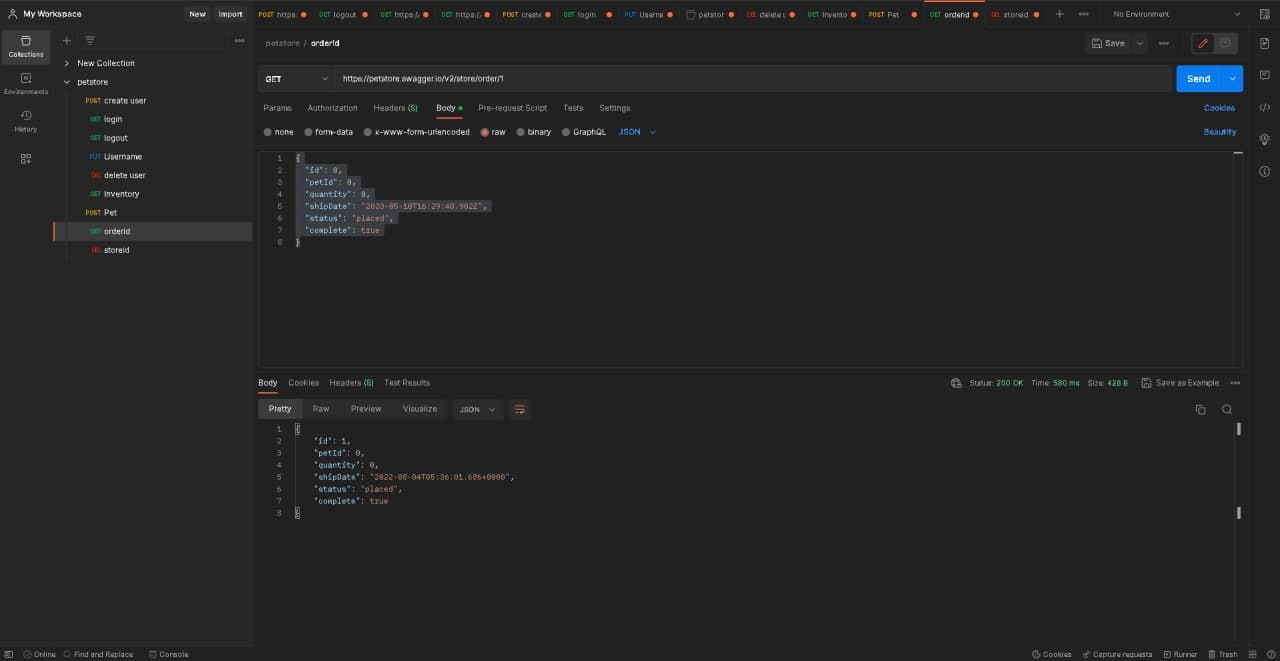 My Workspace New Import
POST https: GET logout GET https:/ GET https:/ POST create GET login PUT Userna petstor DEL delete u GET Invento POST Pet GET orderid DEL storeid No Environment
Collections
Environments
History
New Collection
petstore
POST create user
GET login
GET logout
PUT Username
DEL delete user
GET Inventory
POST Pet
GET orderid
DEL storeid
petstore / orderid Save
GET https://petstore.swagger.io/v2/store/order/1 Send
Params Authorization Headers (8) Body Pre-request Script Tests Settings Cookies
none form-data x-www-form-urlencoded raw binary GraphQL JSON Beautify
1 {
2 "id": 0,
3 "petId": 0,
4 "quantity": 0,
5 "shipDate": "2023-05-10T16:29:40.902Z",
6 "status": "placed",
7 "complete": true
8 }
Body Cookies Headers (6) Test Results Status: 200 OK Time: 580 ms Size: 428 B Save as Example
Pretty Raw Preview Visualize JSON
1 {
2 "id": 1,
3 "petId": 0,
4 "quantity": 0,
5 "shipDate": "2022-08-04T05:36:01.686+0000",
6 "status": "placed",
7 "complete": true
8 }
Online Find and Replace Console Cookies Capture requests Runner Trash